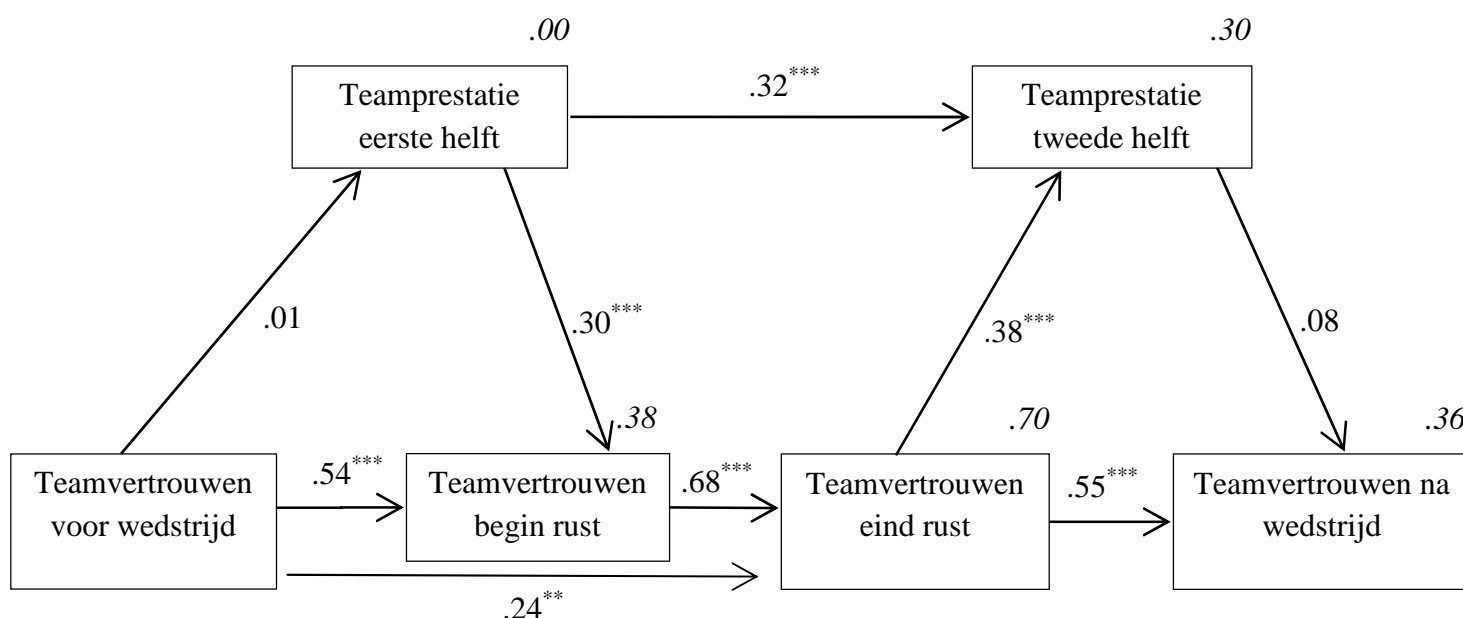 .00
.30
Teamprestatie
eerste helft
.32***
Teamprestatie
tweede helft
.01
.30***
.38***
.08
.38
.70
.36
Teamvertrouwen
voor wedstrijd
.54***
Teamvertrouwen
begin rust
.68***
Teamvertrouwen
eind rust
.55***
Teamvertrouwen na
wedstrijd
.24**